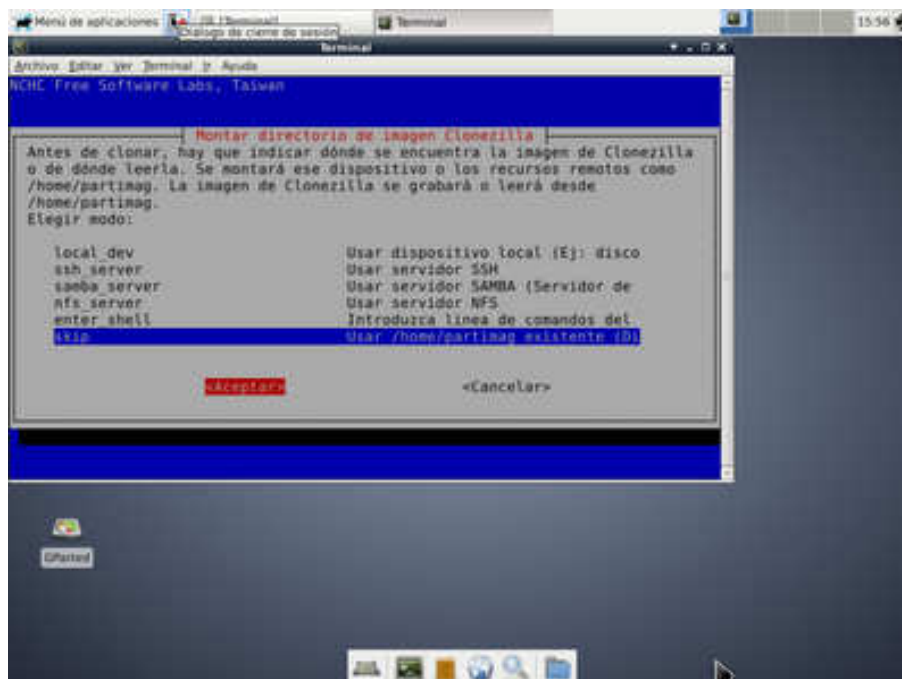 Menú de aplicaciones
[Terminal]
Terminal
15:56
Diálogo de cierre de sesión
Terminal
Archivo Editar Ver Terminal Ir Ayuda
NCHC Free Software Labs, Taiwan
Montar directorio de imagen Clonezilla
Antes de clonar, hay que indicar dónde se encuentra la imagen de Clonezilla
o de dónde leerla. Se montará ese dispositivo o los recursos remotos como
/home/partimag. La imagen de Clonezilla se grabará o leerá desde
/home/partimag.
Elegir modo:
local_dev Usar dispositivo local (Ej: disco
ssh_server Usar servidor SSH
samba_server Usar servidor SAMBA (Servidor de
nfs_server Usar servidor NFS
enter_shell Introduzca linea de comandos del
skip Usar /home/partimag existente (Di
<Aceptar> <Cancelar>
GParted